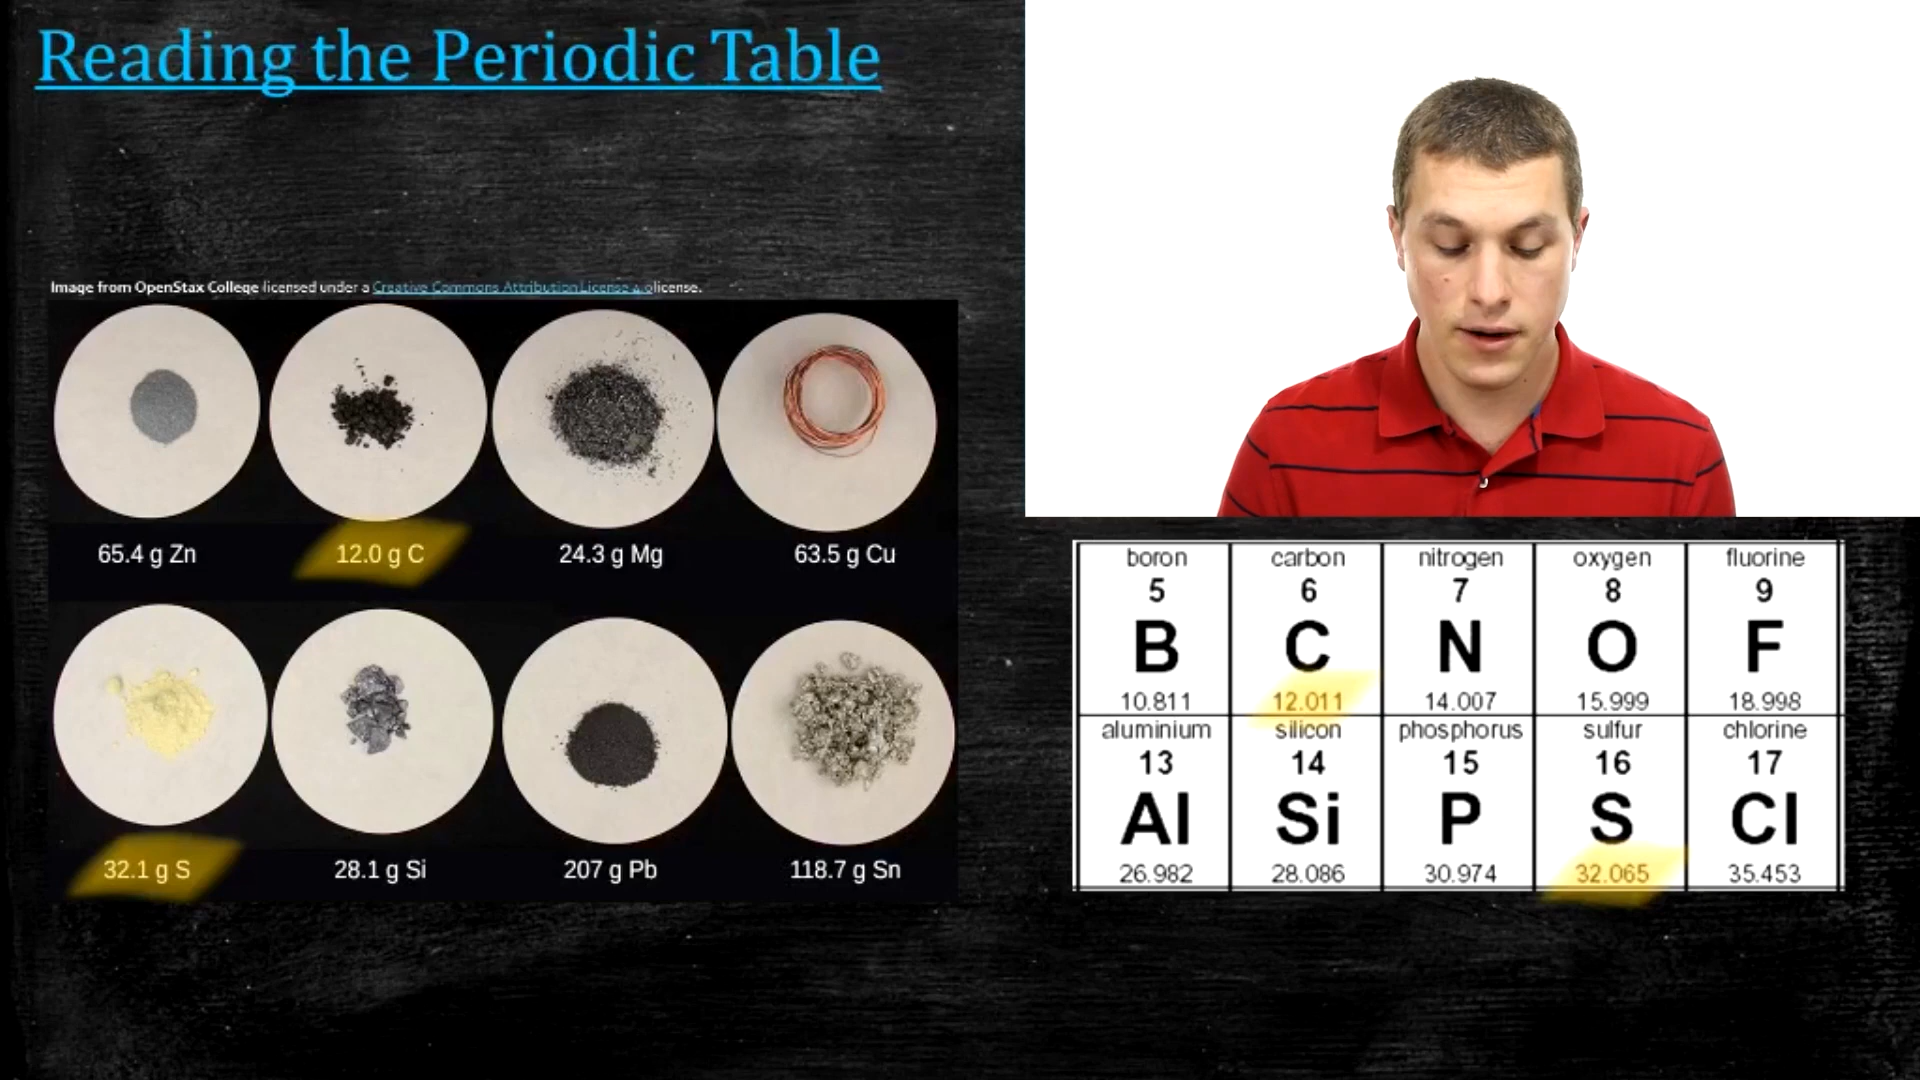 Reading the Periodic Table
Image from OpenStax College licensed under a Creative Commons Attribution License 4.0license.
65.4 g Zn 12.0 g C 24.3 g Mg 63.5 g Cu
32.1 g S 28.1 g Si 207 g Pb 118.7 g Sn
boron carbon nitrogen oxygen fluorine
5 6 7 8 9
B C N O F
10.811 12.011 14.007 15.999 18.998
aluminium silicon phosphorus sulfur chlorine
13 14 15 16 17
Al Si P S Cl
26.982 28.086 30.974 32.065 35.453